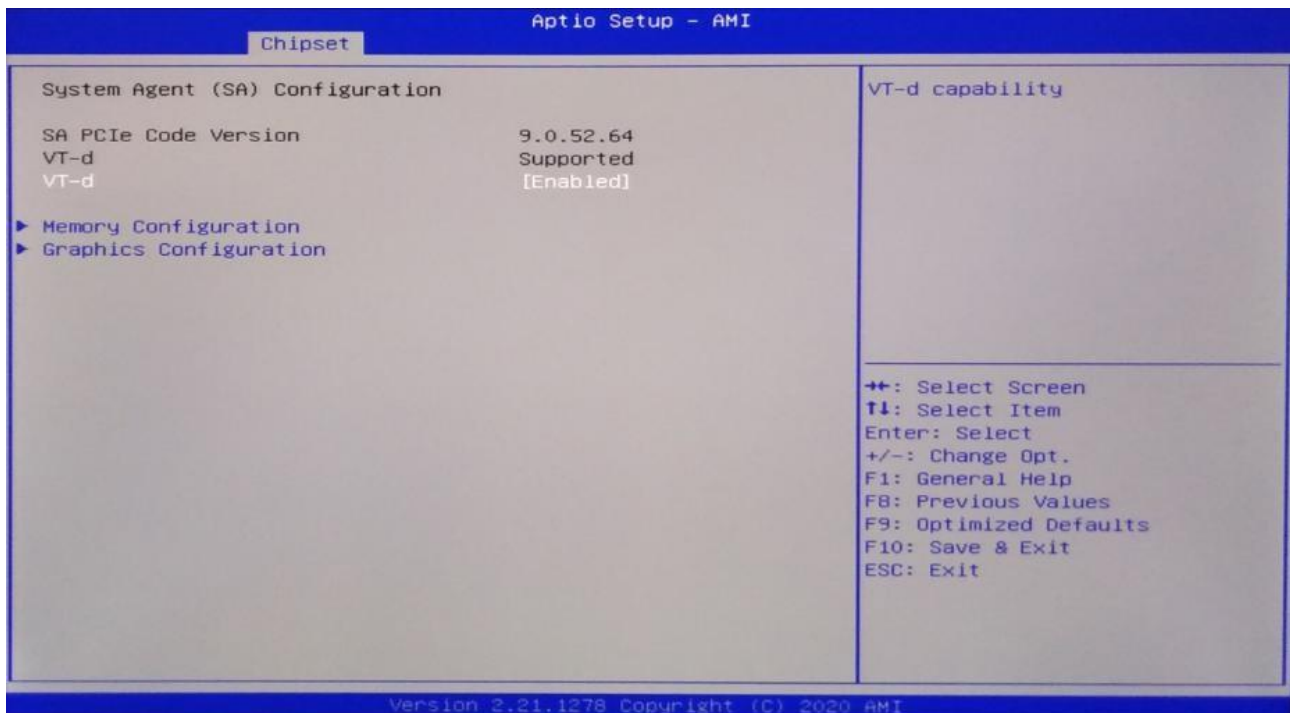 Aptio Setup - AMI
Chipset
System Agent (SA) Configuration
SA PCIe Code Version 9.0.52.64
VT-d Supported
VT-d [Enabled]
► Memory Configuration
► Graphics Configuration
VT-d capability
→←: Select Screen
↑↓: Select Item
Enter: Select
+/-: Change Opt.
F1: General Help
F8: Previous Values
F9: Optimized Defaults
F10: Save & Exit
ESC: Exit
Version 2.21.1278 Copyright (C) 2020 AMI